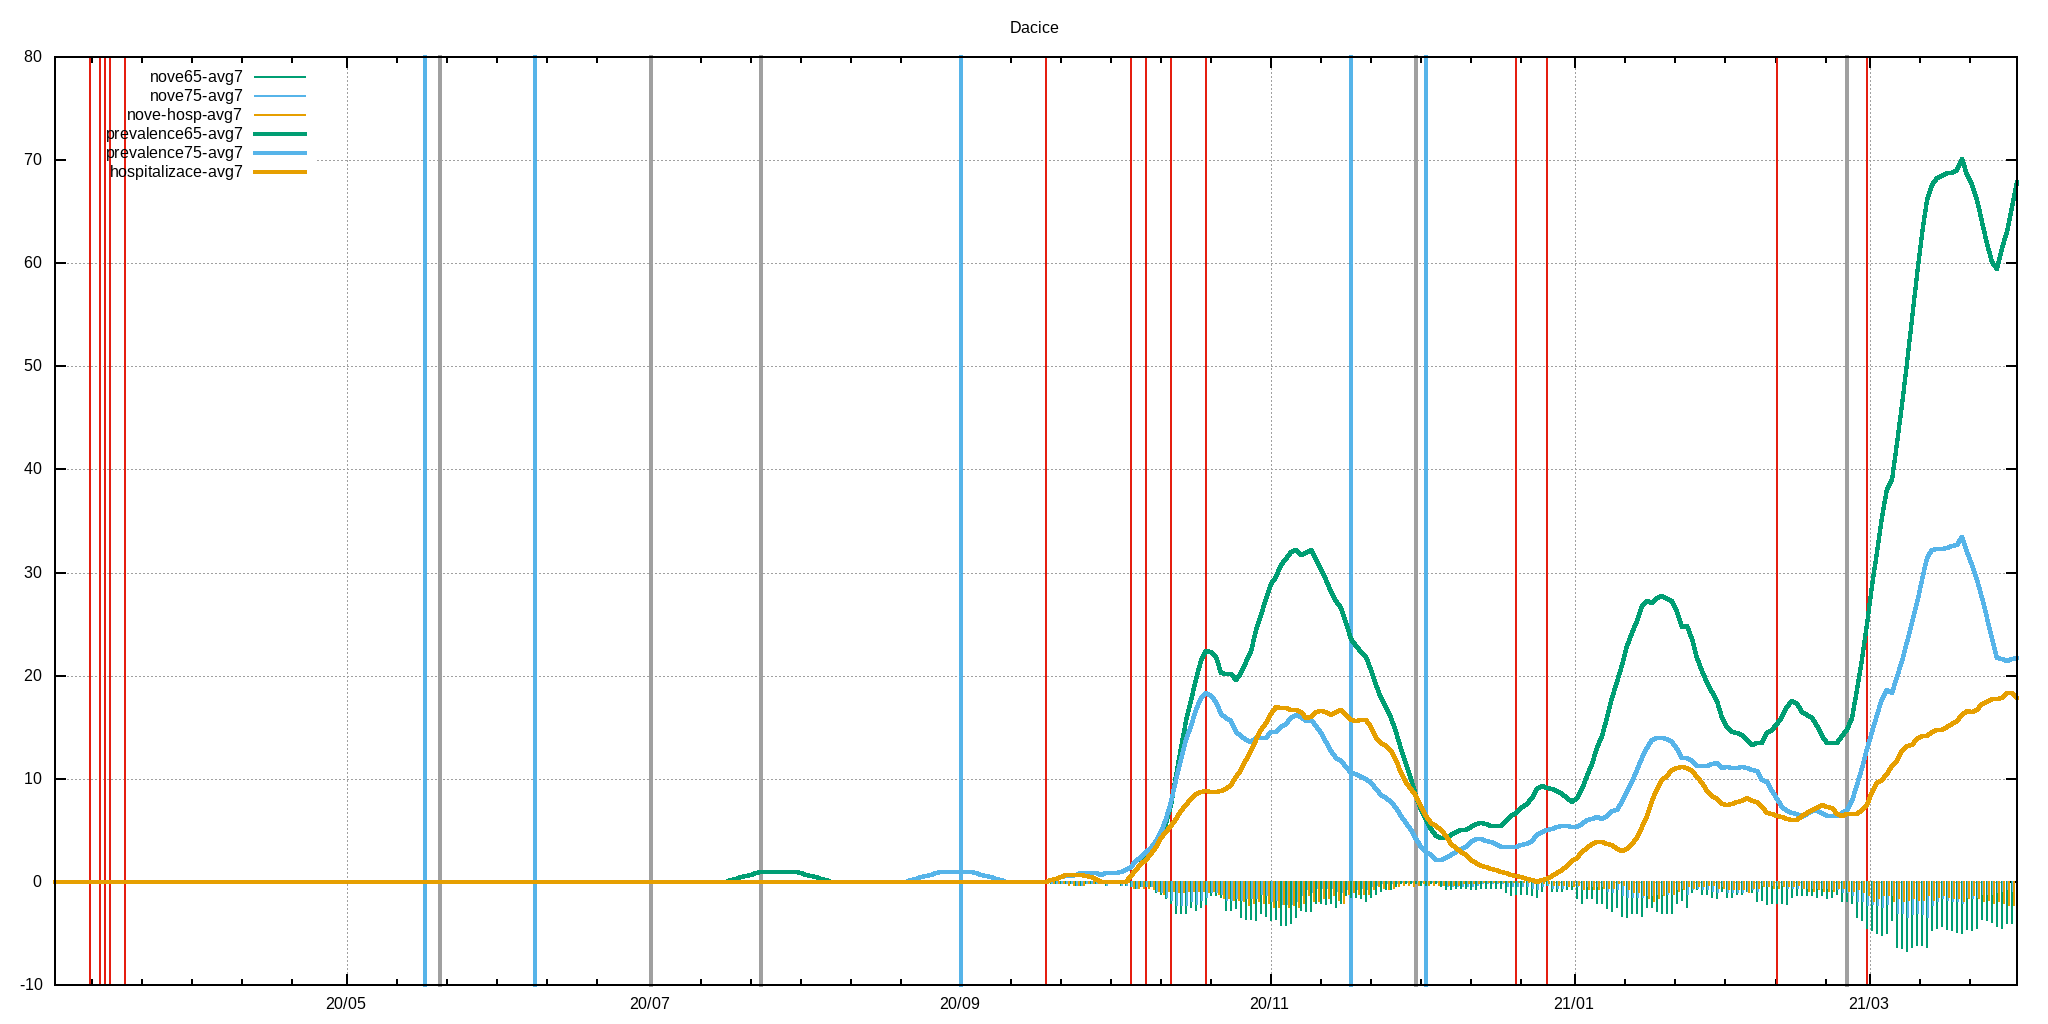 Dacice
80
70
60
50
40
30
20
10
0
-10
nove65-avg7
nove75-avg7
nove-hosp-avg7
prevalence65-avg7
prevalence75-avg7
hospitalizace-avg7
20/05
20/07
20/09
20/11
21/01
21/03